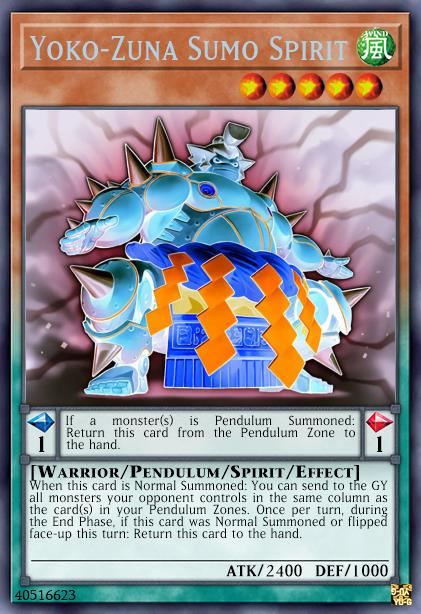 Yoko-Zuna Sumo Spirit
WIND
風
If a monster(s) is Pendulum Summoned:
Return this card from the Pendulum Zone to
the hand.
1
1
[Warrior/Pendulum/Spirit/Effect]
When this card is Normal Summoned: You can send to the GY
all monsters your opponent controls in the same column as
the card(s) in your Pendulum Zones. Once per turn, during
the End Phase, if this card was Normal Summoned or flipped
face-up this turn: Return this card to the hand.
ATK/2400 DEF/1000
40516623